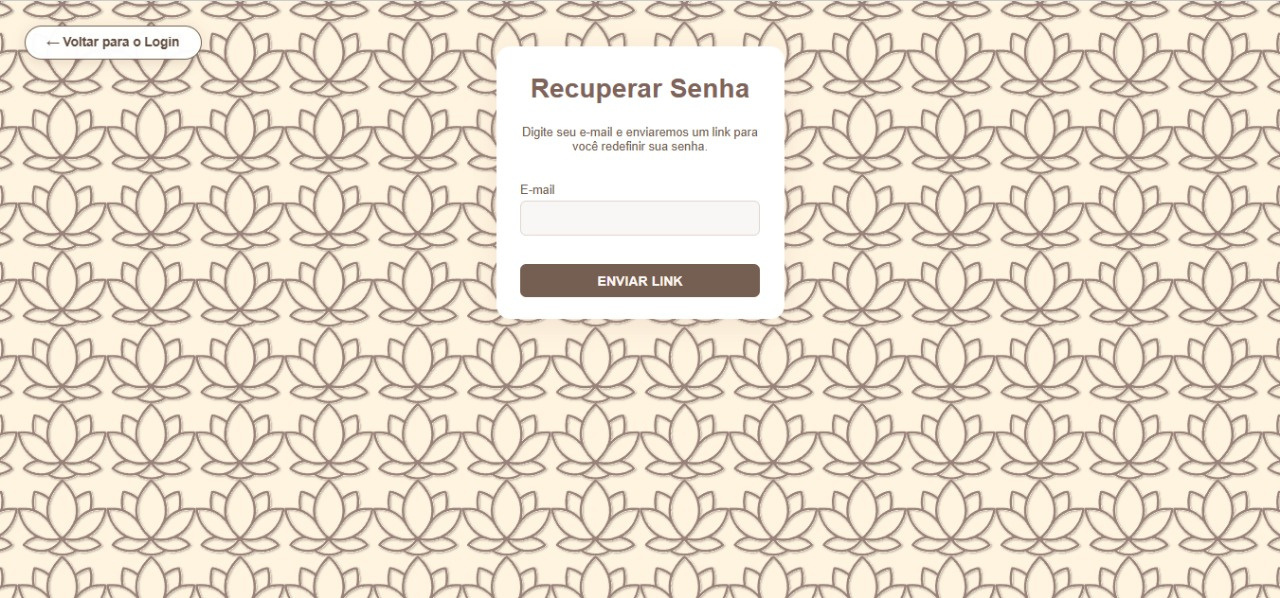 ← Voltar para o Login
Recuperar Senha
Digite seu e-mail e enviaremos um link para
você redefinir sua senha.
E-mail
ENVIAR LINK